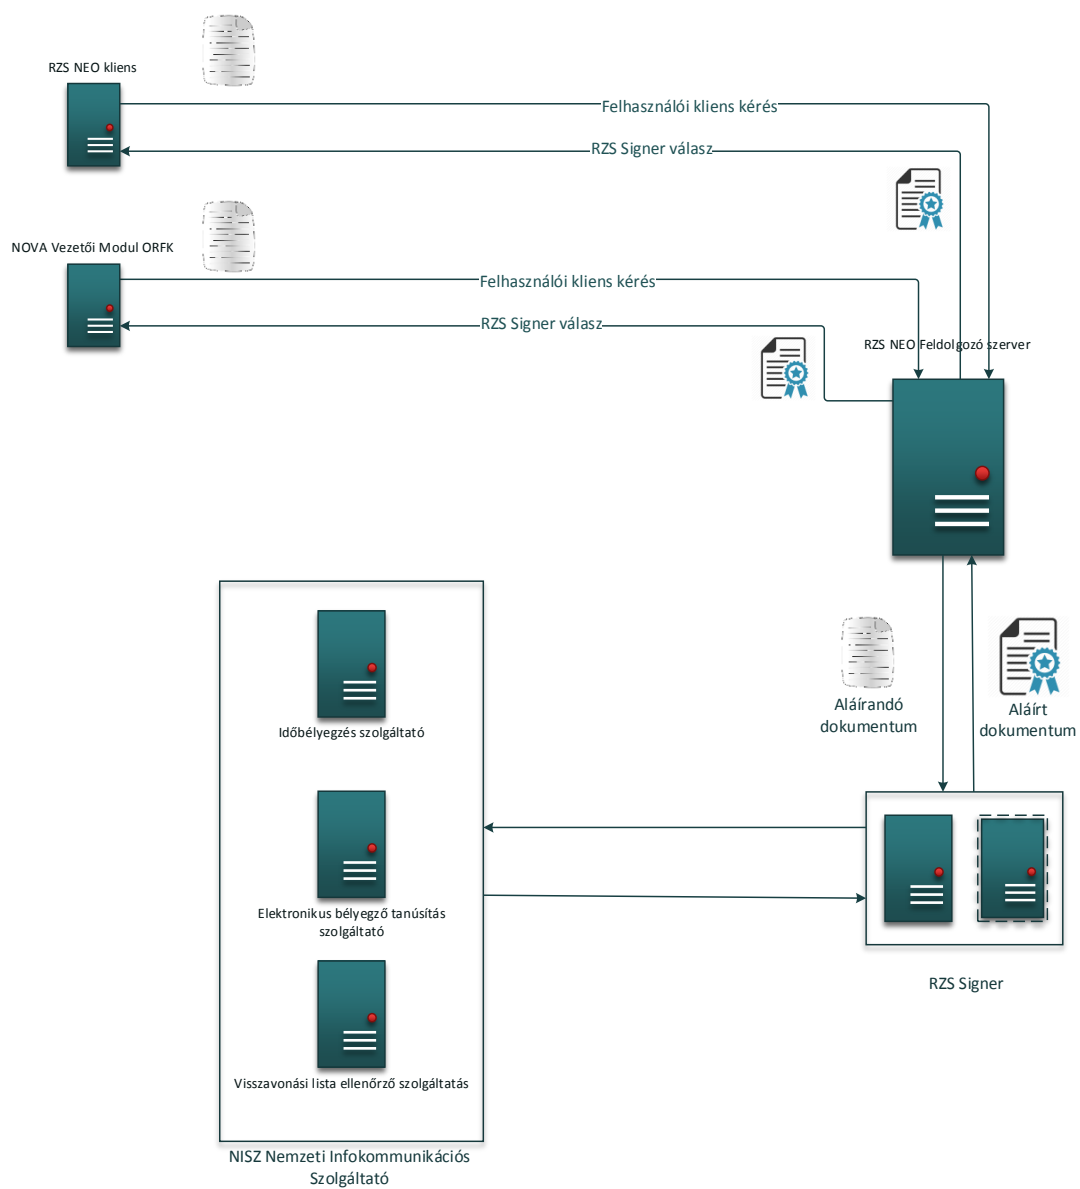 RZS NEO kliens
Felhasználói kliens kérés
RZS Signer válasz
NOVA Vezetői Modul ORFK
Felhasználói kliens kérés
RZS Signer válasz
RZS NEO Feldolgozó szerver
Aláírandó
dokumentum
Aláírt
dokumentum
Időbélyegzés szolgáltató
Elektronikus bélyegző tanúsítás
szolgáltató
RZS Signer
Visszavonási lista ellenőrző szolgáltatás
NISZ Nemzeti Infokommunikációs
Szolgáltató